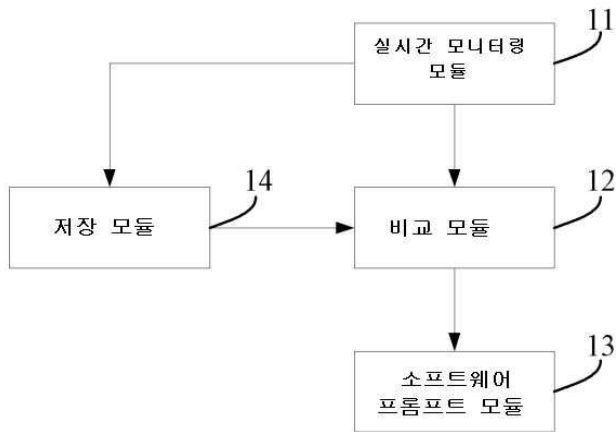 11
실시간 모니터링
모듈
14
저장 모듈
12
비교 모듈
13
소프트웨어
프롬프트 모듈